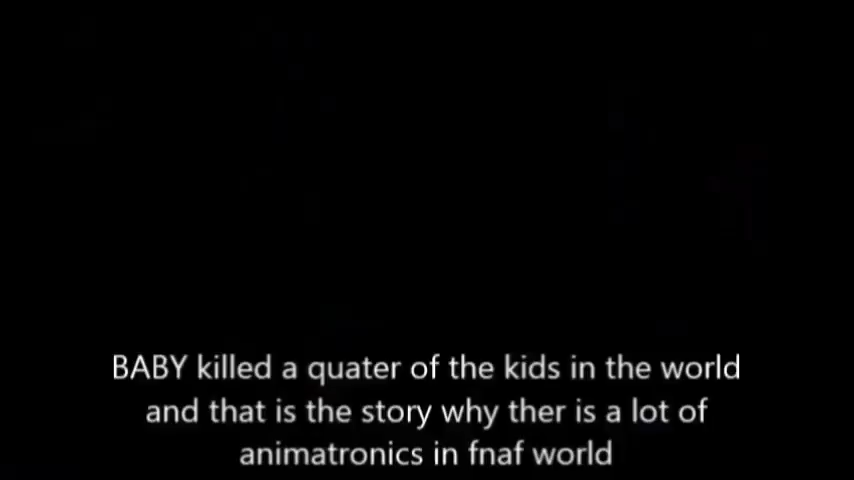 BABY killed a quater of the kids in the world
and that is the story why ther is a lot of
animatronics in fnaf world